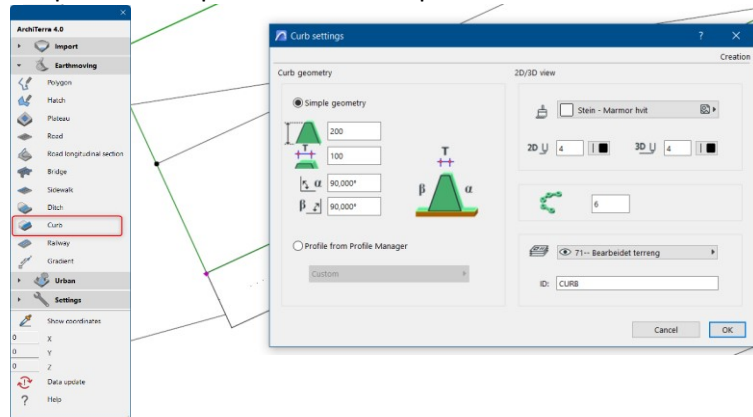 ArchiTerra 4.0
Import
Earthmoving
Polygon
Hatch
Plateau
Road
Road longitudinal section
Bridge
Sidewalk
Ditch
Curb
Railway
Gradient
Urban
Settings
Show coordinates
0 X
0 Y
0 Z
Data update
? Help
Curb settings ? ×
Creation
Curb geometry
Simple geometry
200
T 100
α 90,000°
β 90,000°
T
β α
Profile from Profile Manager
Custom
2D/3D view
Stein - Marmor hvit
2D 4 3D 4
6
71-- Bearbeidet terreng
ID: CURB
Cancel OK